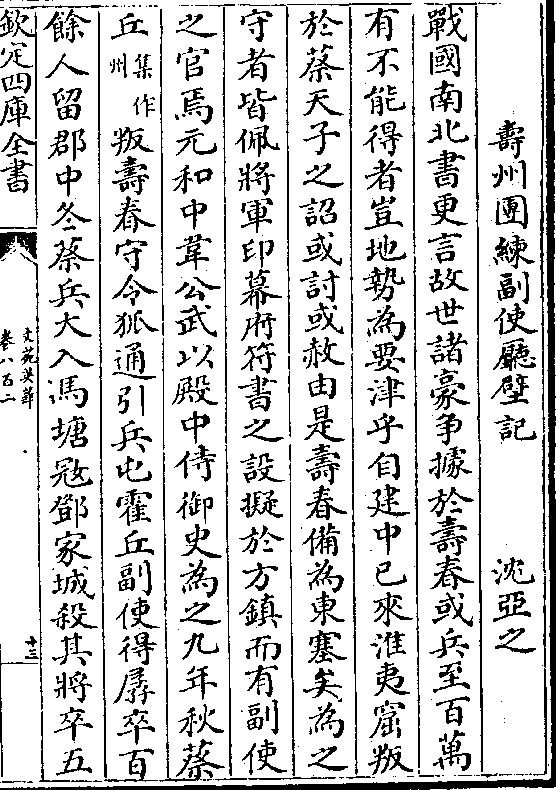 壽州團練副使廳壁記 沈亞之
戰國南北書更言故世諸豪爭據於壽春或兵至百萬
有不能得者豈地勢為要津乎自建中已來淮夷窟叛
於蔡天子之詔或討或赦由是壽春備為東塞矣為之
守者皆佩將軍印幕府符書之設擬於方鎮而有副使
之官焉元和中韋公武以殿中侍御史為之九年秋蔡
丘集作州叛壽春守令狐通引兵屯霍丘副使得孱卒百
餘人留郡中冬蔡兵大入馮塘冦鄧家城殺其將卒五
欽定四庫全書
文苑英華
卷八百二
十三